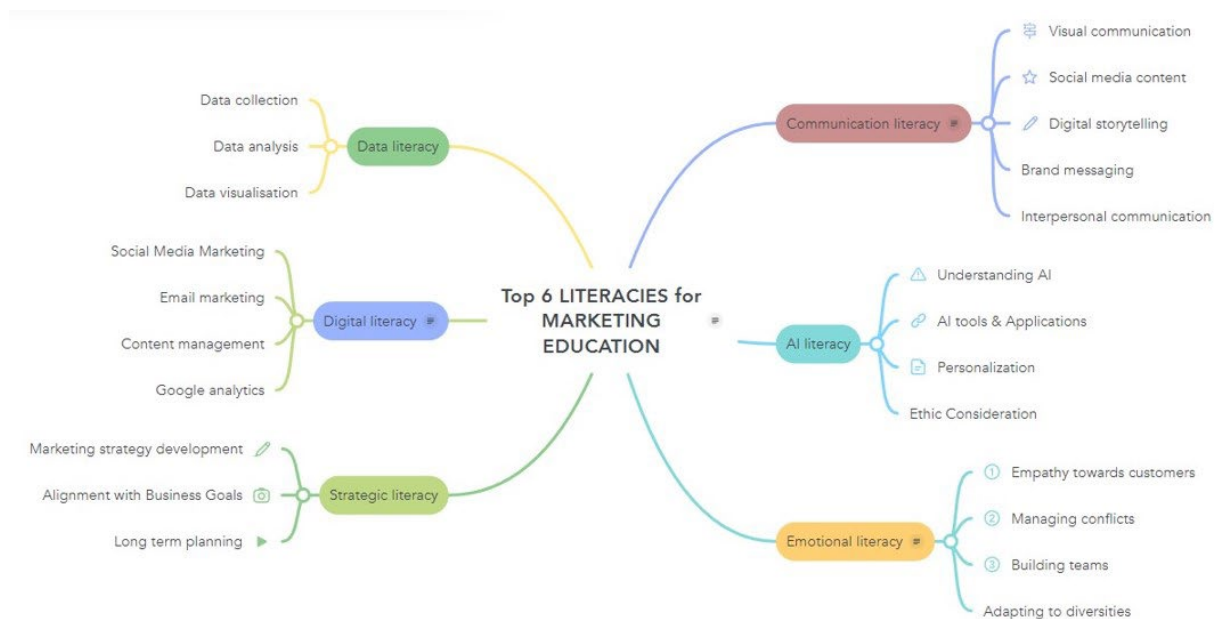 Top 6 LITERACIES for
MARKETING
EDUCATION
Communication literacy
Visual communication
Social media content
Digital storytelling
Brand messaging
Interpersonal communication
AI literacy
Understanding AI
AI tools & Applications
Personalization
Ethic Consideration
Emotional literacy
1 Empathy towards customers
2 Managing conflicts
3 Building teams
Adapting to diversities
Data literacy
Data collection
Data analysis
Data visualisation
Digital literacy
Social Media Marketing
Email marketing
Content management
Google analytics
Strategic literacy
Marketing strategy development
Alignment with Business Goals
Long term planning